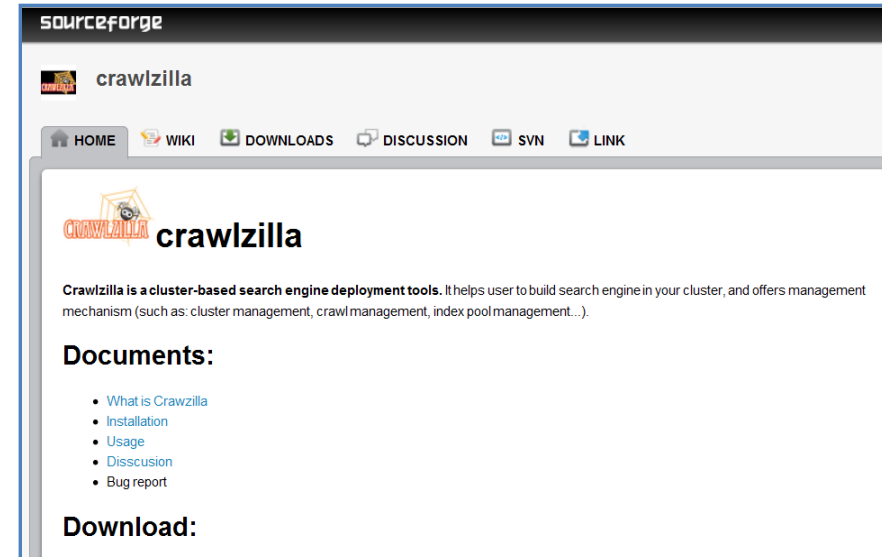 sourceforge
CRAWLZILLA
crawlzilla
HOME
WIKI
DOWNLOADS
DISCUSSION
SVN
LINK
CRAWLZILLA
crawlzilla
Crawlzilla is a cluster-based search engine deployment tools. It helps user to build search engine in your cluster, and offers management
mechanism (such as: cluster management, crawl management, index pool management...).
Documents:
What is Crawzilla
Installation
Usage
Disscusion
Bug report
Download: